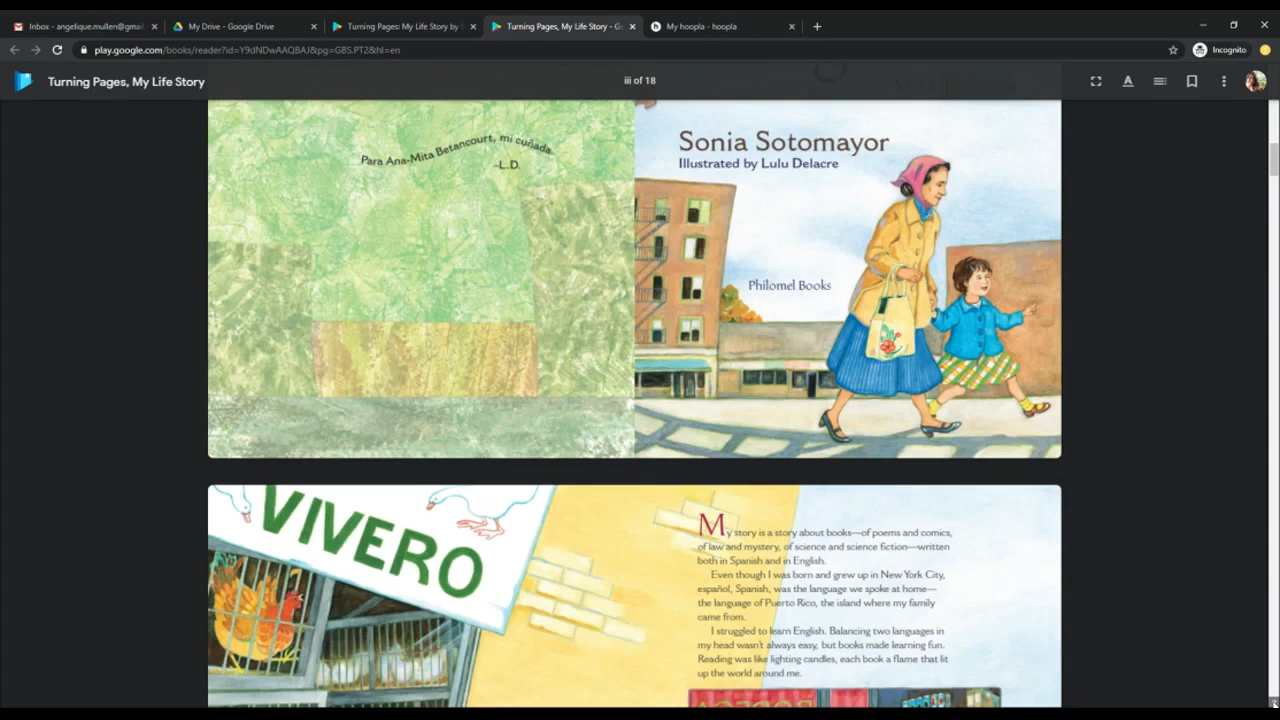 Inbox - angelique.mullen@gmai
My Drive - Google Drive
Turning Pages: My Life Story by S
Turning Pages, My Life Story - Go
My hoopla - hoopla
play.google.com/books/reader?id=Y9dNDwAAQBAJ&pg=GBS.PT2&hl=en
Incognito
Turning Pages, My Life Story
iii of 18
My Life Story
Para Ana-Mita Betancourt, mi cuñada.
-L.D.
Sonia Sotomayor
Illustrated by Lulu Delacre
Philomel Books
VIVERO
My story is a story about books—of poems and comics,
of law and mystery, of science and science fiction—written
both in Spanish and in English.
Even though I was born and grew up in New York City,
español, Spanish, was the language we spoke at home—
the language of Puerto Rico, the island where my family
came from.
I struggled to learn English. Balancing two languages in
my head wasn't always easy, but books made learning fun.
Reading was like lighting candles, each book a flame that lit
up the world around me.